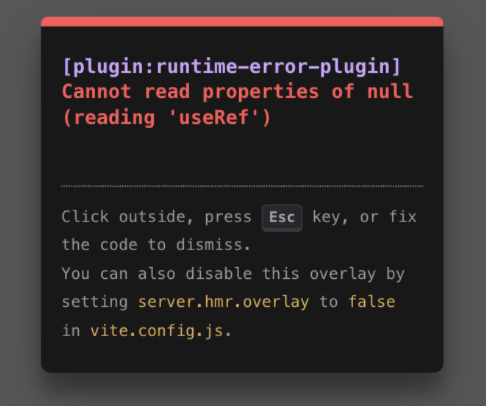 [plugin:runtime-error-plugin]
Cannot read properties of null
(reading 'useRef')
Click outside, press Esc key, or fix
the code to dismiss.
You can also disable this overlay by
setting server.hmr.overlay to false
in vite.config.js.